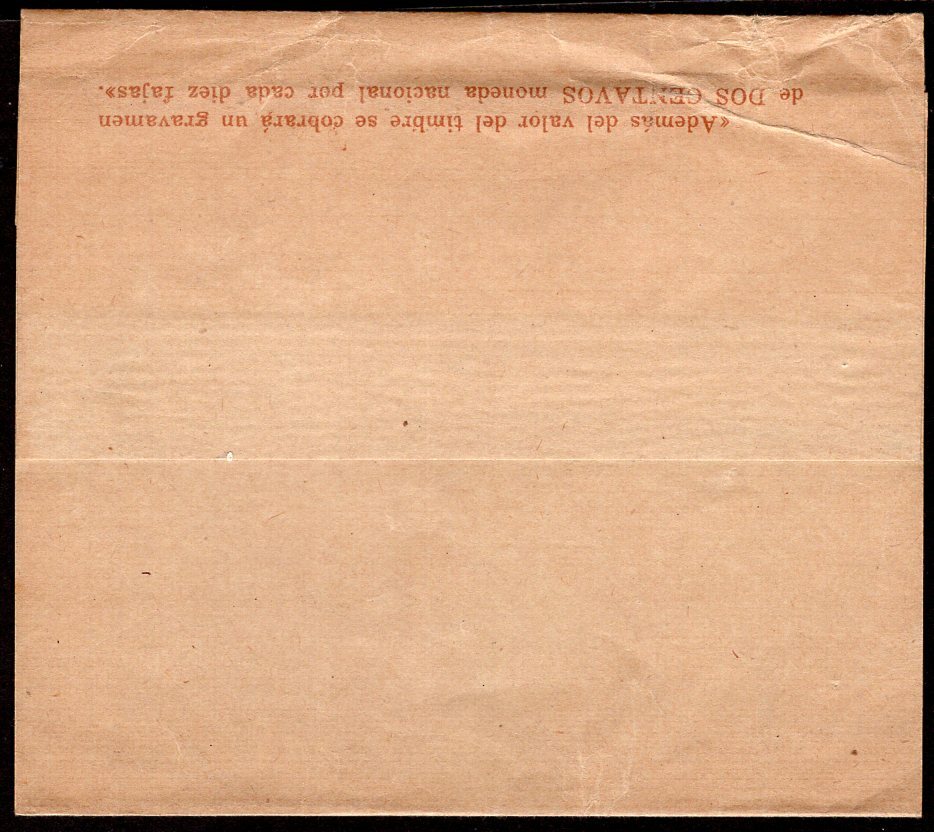 «Además del valor del timbre se cobrará un gravamen
de DOS CENTAVOS moneda nacional por cada diez fajas».